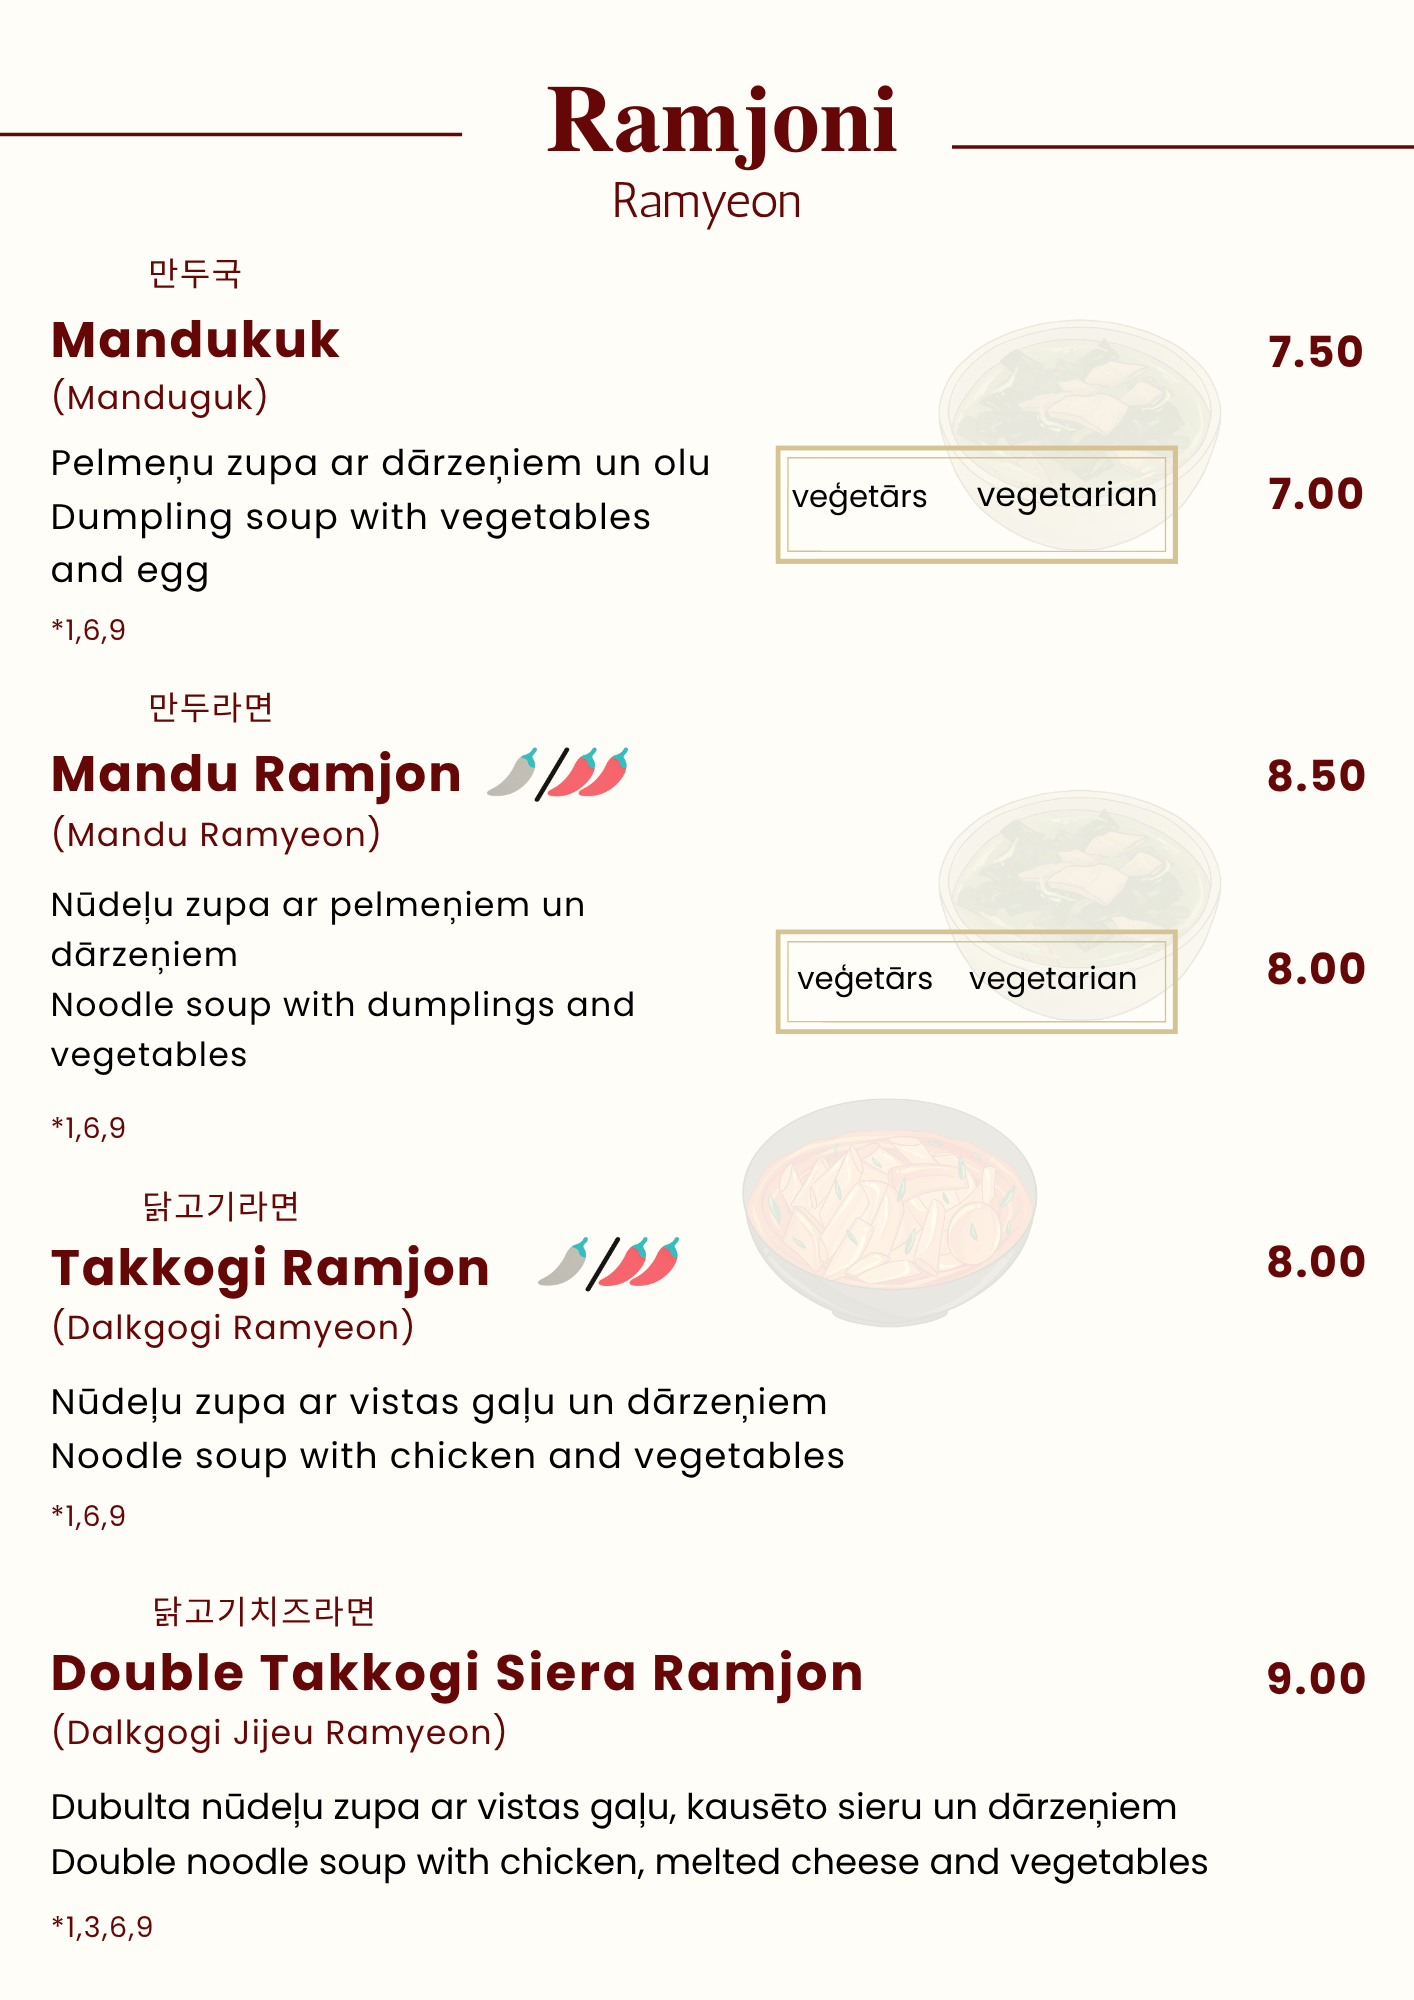 Ramjoni
Ramyeon
만두국
Mandukuk
7.50
(Manduguk)
Pelmeņu zupa ar dārzeņiem un olu
Dumpling soup with vegetables
and egg
veģetārs vegetarian
7.00
*1,6,9
만두라면
Mandu Ramjon
8.50
(Mandu Ramyeon)
Nūdeļu zupa ar pelmeņiem un
dārzeņiem
Noodle soup with dumplings and
vegetables
veģetārs vegetarian
8.00
*1,6,9
닭고기라면
Takkogi Ramjon
8.00
(Dalkgogi Ramyeon)
Nūdeļu zupa ar vistas gaļu un dārzeņiem
Noodle soup with chicken and vegetables
*1,6,9
닭고기치즈라면
Double Takkogi Siera Ramjon
9.00
(Dalkgogi Jijeu Ramyeon)
Dubulta nūdeļu zupa ar vistas gaļu, kausēto sieru un dārzeņiem
Double noodle soup with chicken, melted cheese and vegetables
*1,3,6,9